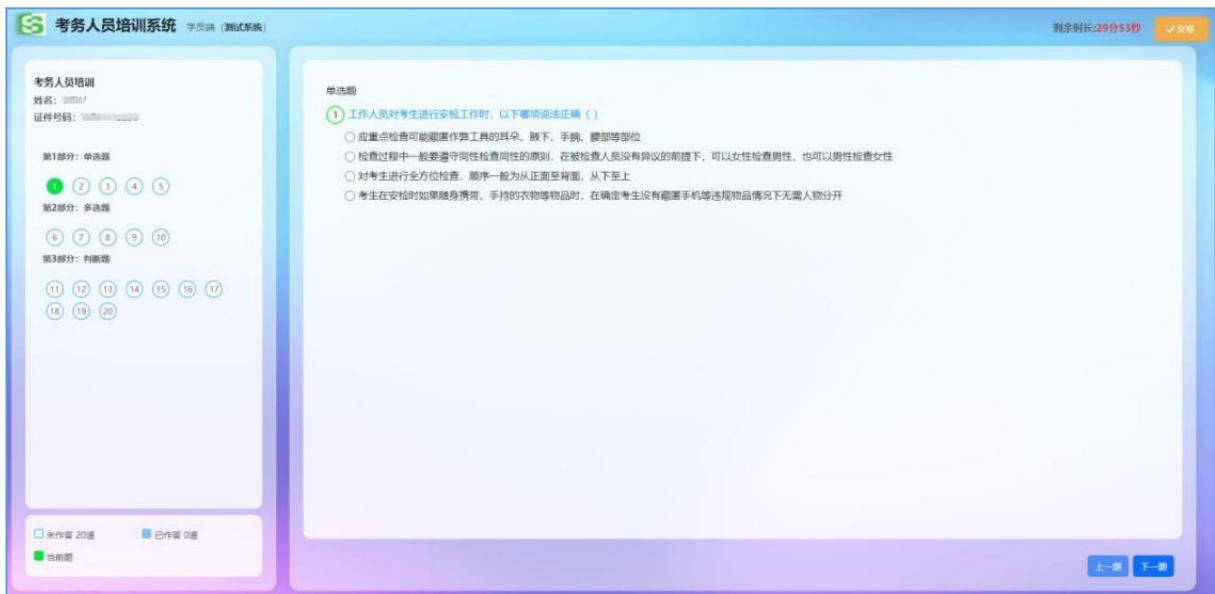 考务人员培训系统 学员端 (测试系统)
剩余时长:29分53秒
交卷
考务人员培训
姓名:
证件号码:
第1部分:单选题
1 2 3 4 5
第2部分:多选题
6 7 8 9 10
第3部分:判断题
11 12 13 14 15 16 17
18 19 20
未作答 20道 已作答 0道
当前题
单选题
1 工作人员对考生进行安检工作时,以下哪项说法正确 ( )
应重点检查可能藏匿作弊工具的耳朵、腋下、手腕、腰部等部位
检查过程中一般要遵守同性检查同性的原则,在被检查人员没有异议的前提下,可以女性检查男性,也可以男性检查女性
对考生进行全方位检查,顺序一般为从正面至背面,从下至上
考生在安检时如果随身携带、手持的衣物等物品时,在确定考生没有藏匿手机等违规物品情况下无需人物分开
上一题 下一题